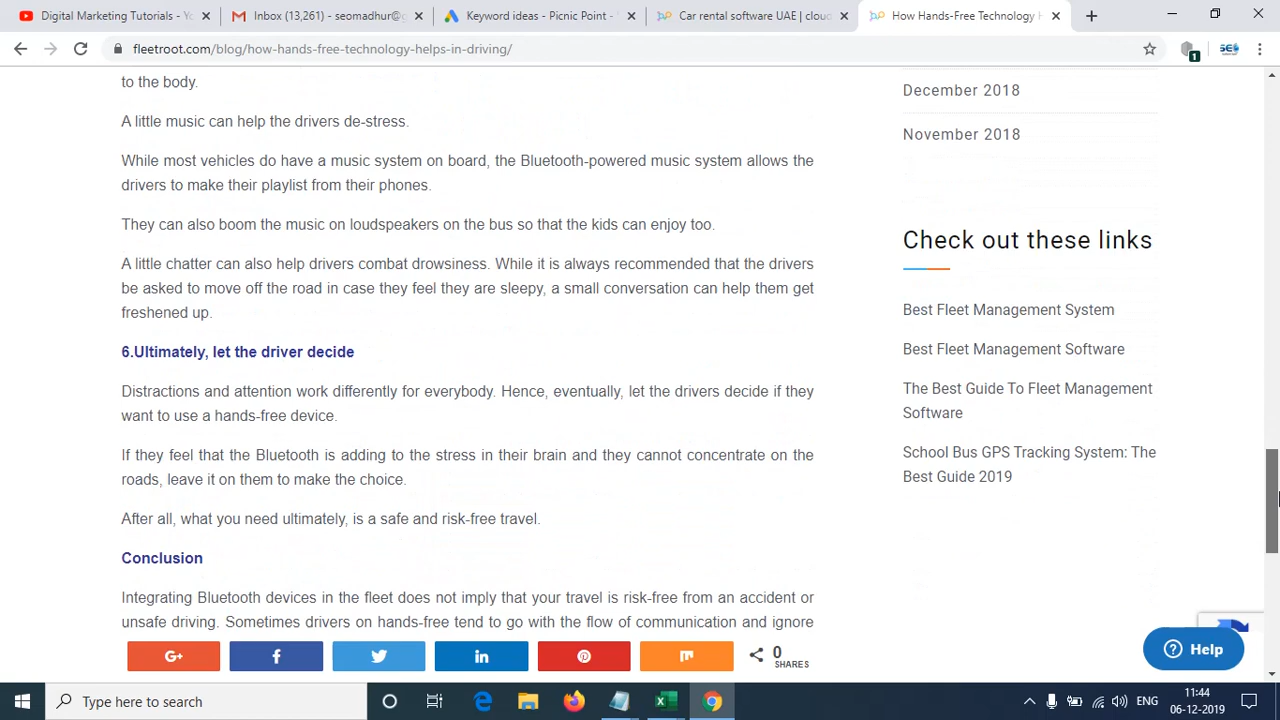 Digital Marketing Tutorials - Yo
Inbox (13,261) - seomadhur@g
Keyword ideas - Picnic Point -
Car rental software UAE | cloud
How Hands-Free Technology H
fleetroot.com/blog/how-hands-free-technology-helps-in-driving/
1
to the body.
A little music can help the drivers de-stress.
While most vehicles do have a music system on board, the Bluetooth-powered music system allows the
drivers to make their playlist from their phones.
They can also boom the music on loudspeakers on the bus so that the kids can enjoy too.
A little chatter can also help drivers combat drowsiness. While it is always recommended that the drivers
be asked to move off the road in case they feel they are sleepy, a small conversation can help them get
freshened up.
6.Ultimately, let the driver decide
Distractions and attention work differently for everybody. Hence, eventually, let the drivers decide if they
want to use a hands-free device.
If they feel that the Bluetooth is adding to the stress in their brain and they cannot concentrate on the
roads, leave it on them to make the choice.
After all, what you need ultimately, is a safe and risk-free travel.
Conclusion
Integrating Bluetooth devices in the fleet does not imply that your travel is risk-free from an accident or
unsafe driving. Sometimes drivers on hands-free tend to go with the flow of communication and ignore
December 2018
November 2018
Check out these links
Best Fleet Management System
Best Fleet Management Software
The Best Guide To Fleet Management
Software
School Bus GPS Tracking System: The
Best Guide 2019
G+
f
in
0
SHARES
Help
Type here to search
ENG
11:44
06-12-2019